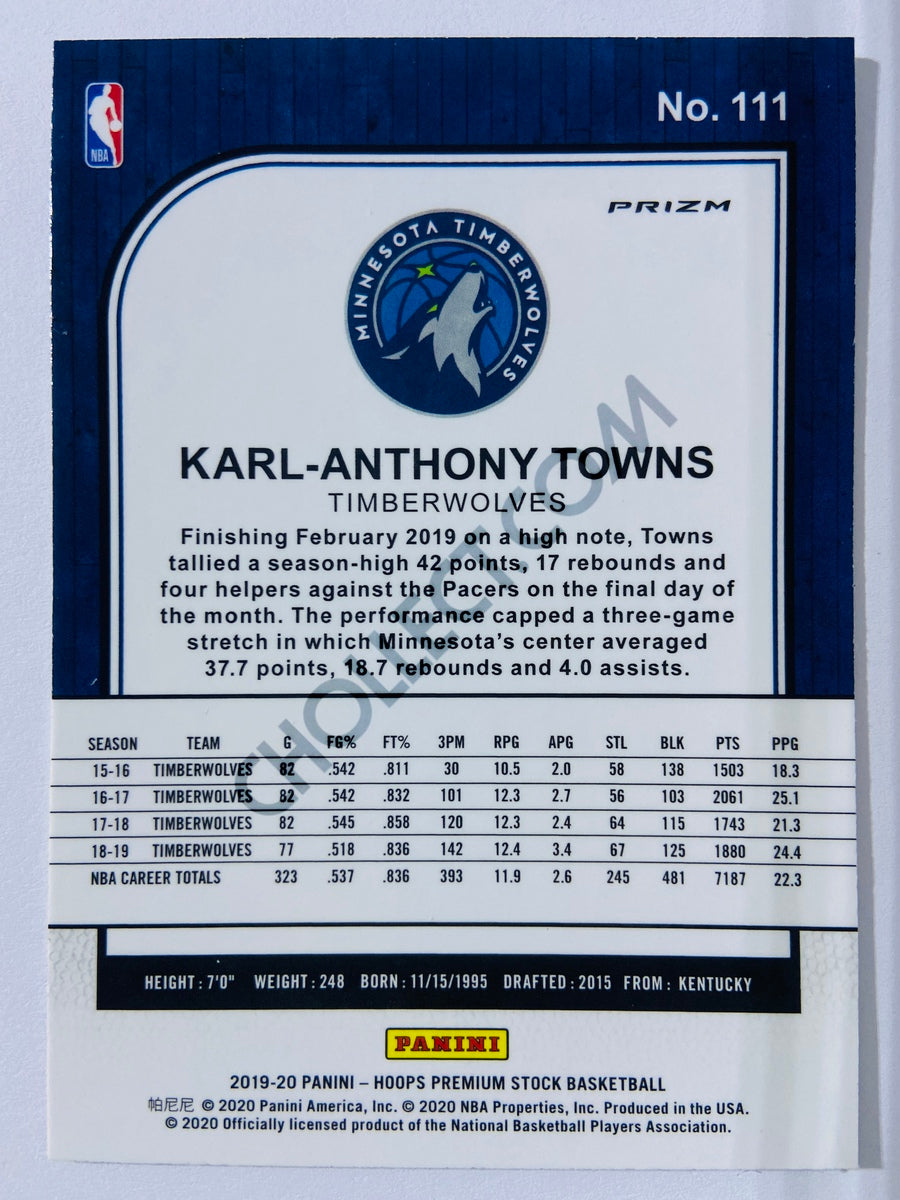 NBA
No. 111
PRIZM
MINNESOTA TIMBERWOLVES
KARL-ANTHONY TOWNS
TIMBERWOLVES
Finishing February 2019 on a high note, Towns
tallied a season-high 42 points, 17 rebounds and
four helpers against the Pacers on the final day of
the month. The performance capped a three-game
stretch in which Minnesota's center averaged
37.7 points, 18.7 rebounds and 4.0 assists.
CHOLLECT.COM
SEASON TEAM G FG% FT% 3PM RPG APG STL BLK PTS PPG
15-16 TIMBERWOLVES 82 .542 .811 30 10.5 2.0 58 138 1503 18.3
16-17 TIMBERWOLVES 82 .542 .832 101 12.3 2.7 56 103 2061 25.1
17-18 TIMBERWOLVES 82 .545 .858 120 12.3 2.4 64 115 1743 21.3
18-19 TIMBERWOLVES 77 .518 .836 142 12.4 3.4 67 125 1880 24.4
NBA CAREER TOTALS 323 .537 .836 393 11.9 2.6 245 481 7187 22.3
HEIGHT: 7'0" WEIGHT: 248 BORN: 11/15/1995 DRAFTED: 2015 FROM: KENTUCKY
PANINI
2019-20 PANINI – HOOPS PREMIUM STOCK BASKETBALL
帕尼尼 © 2020 Panini America, Inc. © 2020 NBA Properties, Inc. Produced in the USA.
© 2020 Officially licensed product of the National Basketball Players Association.